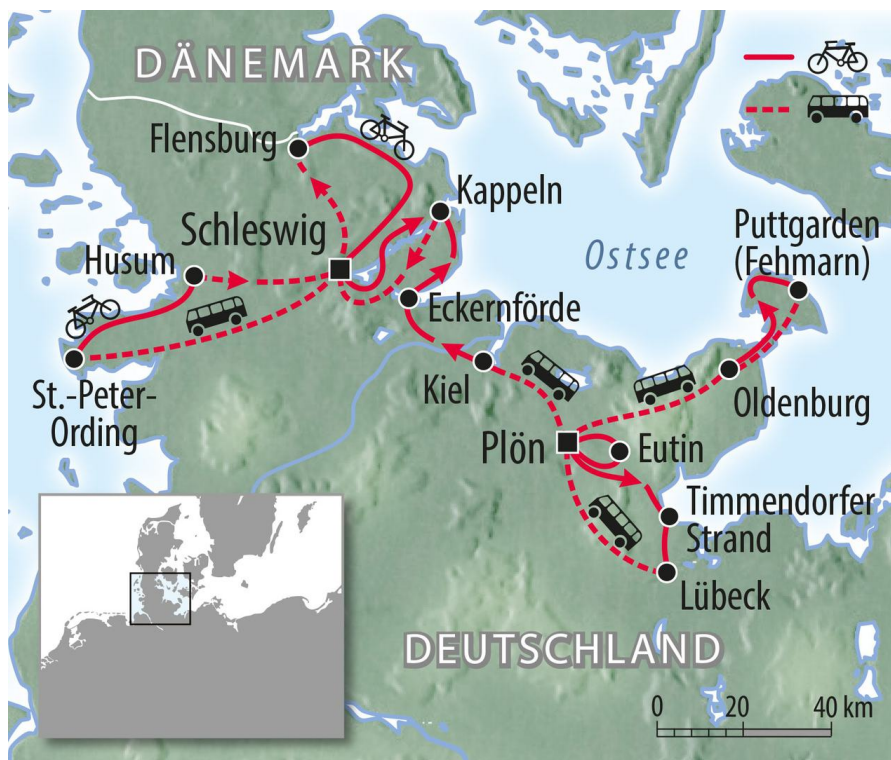 DÄNEMARK
Flensburg
Kappeln
Schleswig
Husum
Ostsee
Puttgarden
(Fehmarn)
Eckernförde
St.-Peter-
Ording
Kiel
Oldenburg
Plön
Eutin
Timmendorfer
Strand
Lübeck
DEUTSCHLAND
0 20 40 km